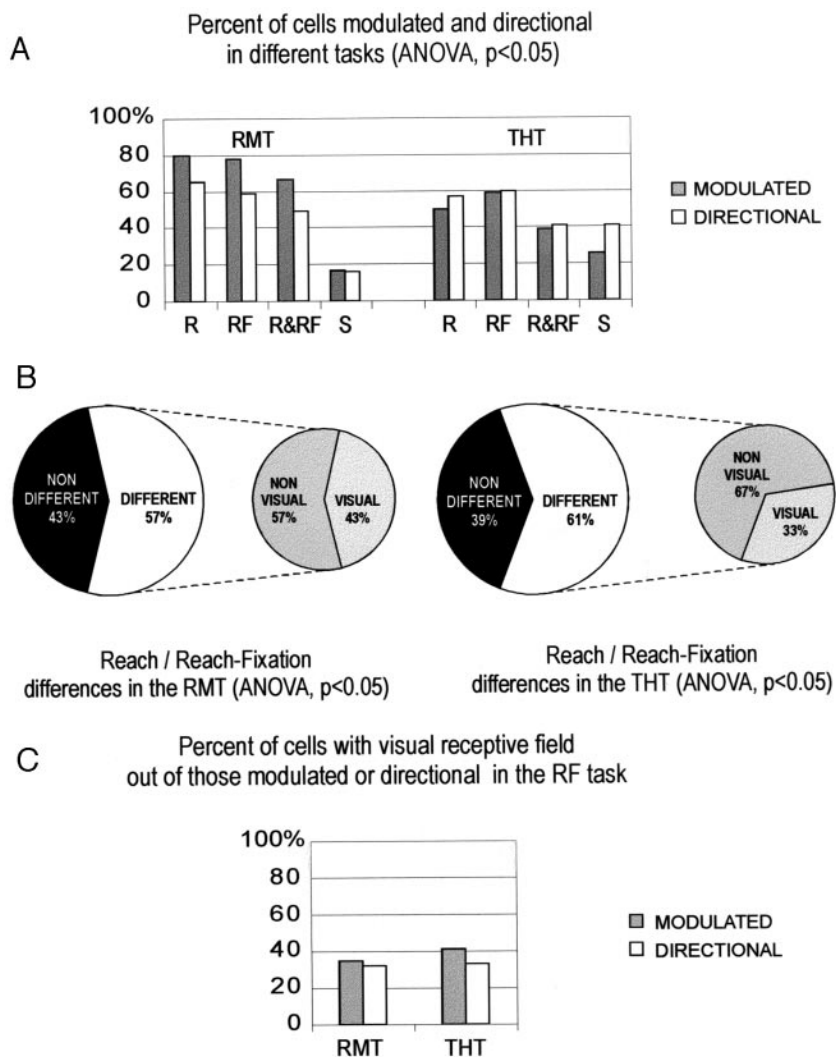 Percent of cells modulated and directional
in different tasks (ANOVA, p<0.05)
A
100%
80
60
40
20
0
RMT
THT
R RF R&RF S
R RF R&RF S
MODULATED
DIRECTIONAL
B
NON
DIFFERENT
43%
DIFFERENT
57%
NON
VISUAL
57%
VISUAL
43%
NON
DIFFERENT
39%
DIFFERENT
61%
NON
VISUAL
67%
VISUAL
33%
Reach / Reach-Fixation
differences in the RMT (ANOVA, p<0.05)
Reach / Reach-Fixation
differences in the THT (ANOVA, p<0.05)
C
Percent of cells with visual receptive field
out of those modulated or directional in the RF task
100%
80
60
40
20
0
RMT THT
MODULATED
DIRECTIONAL